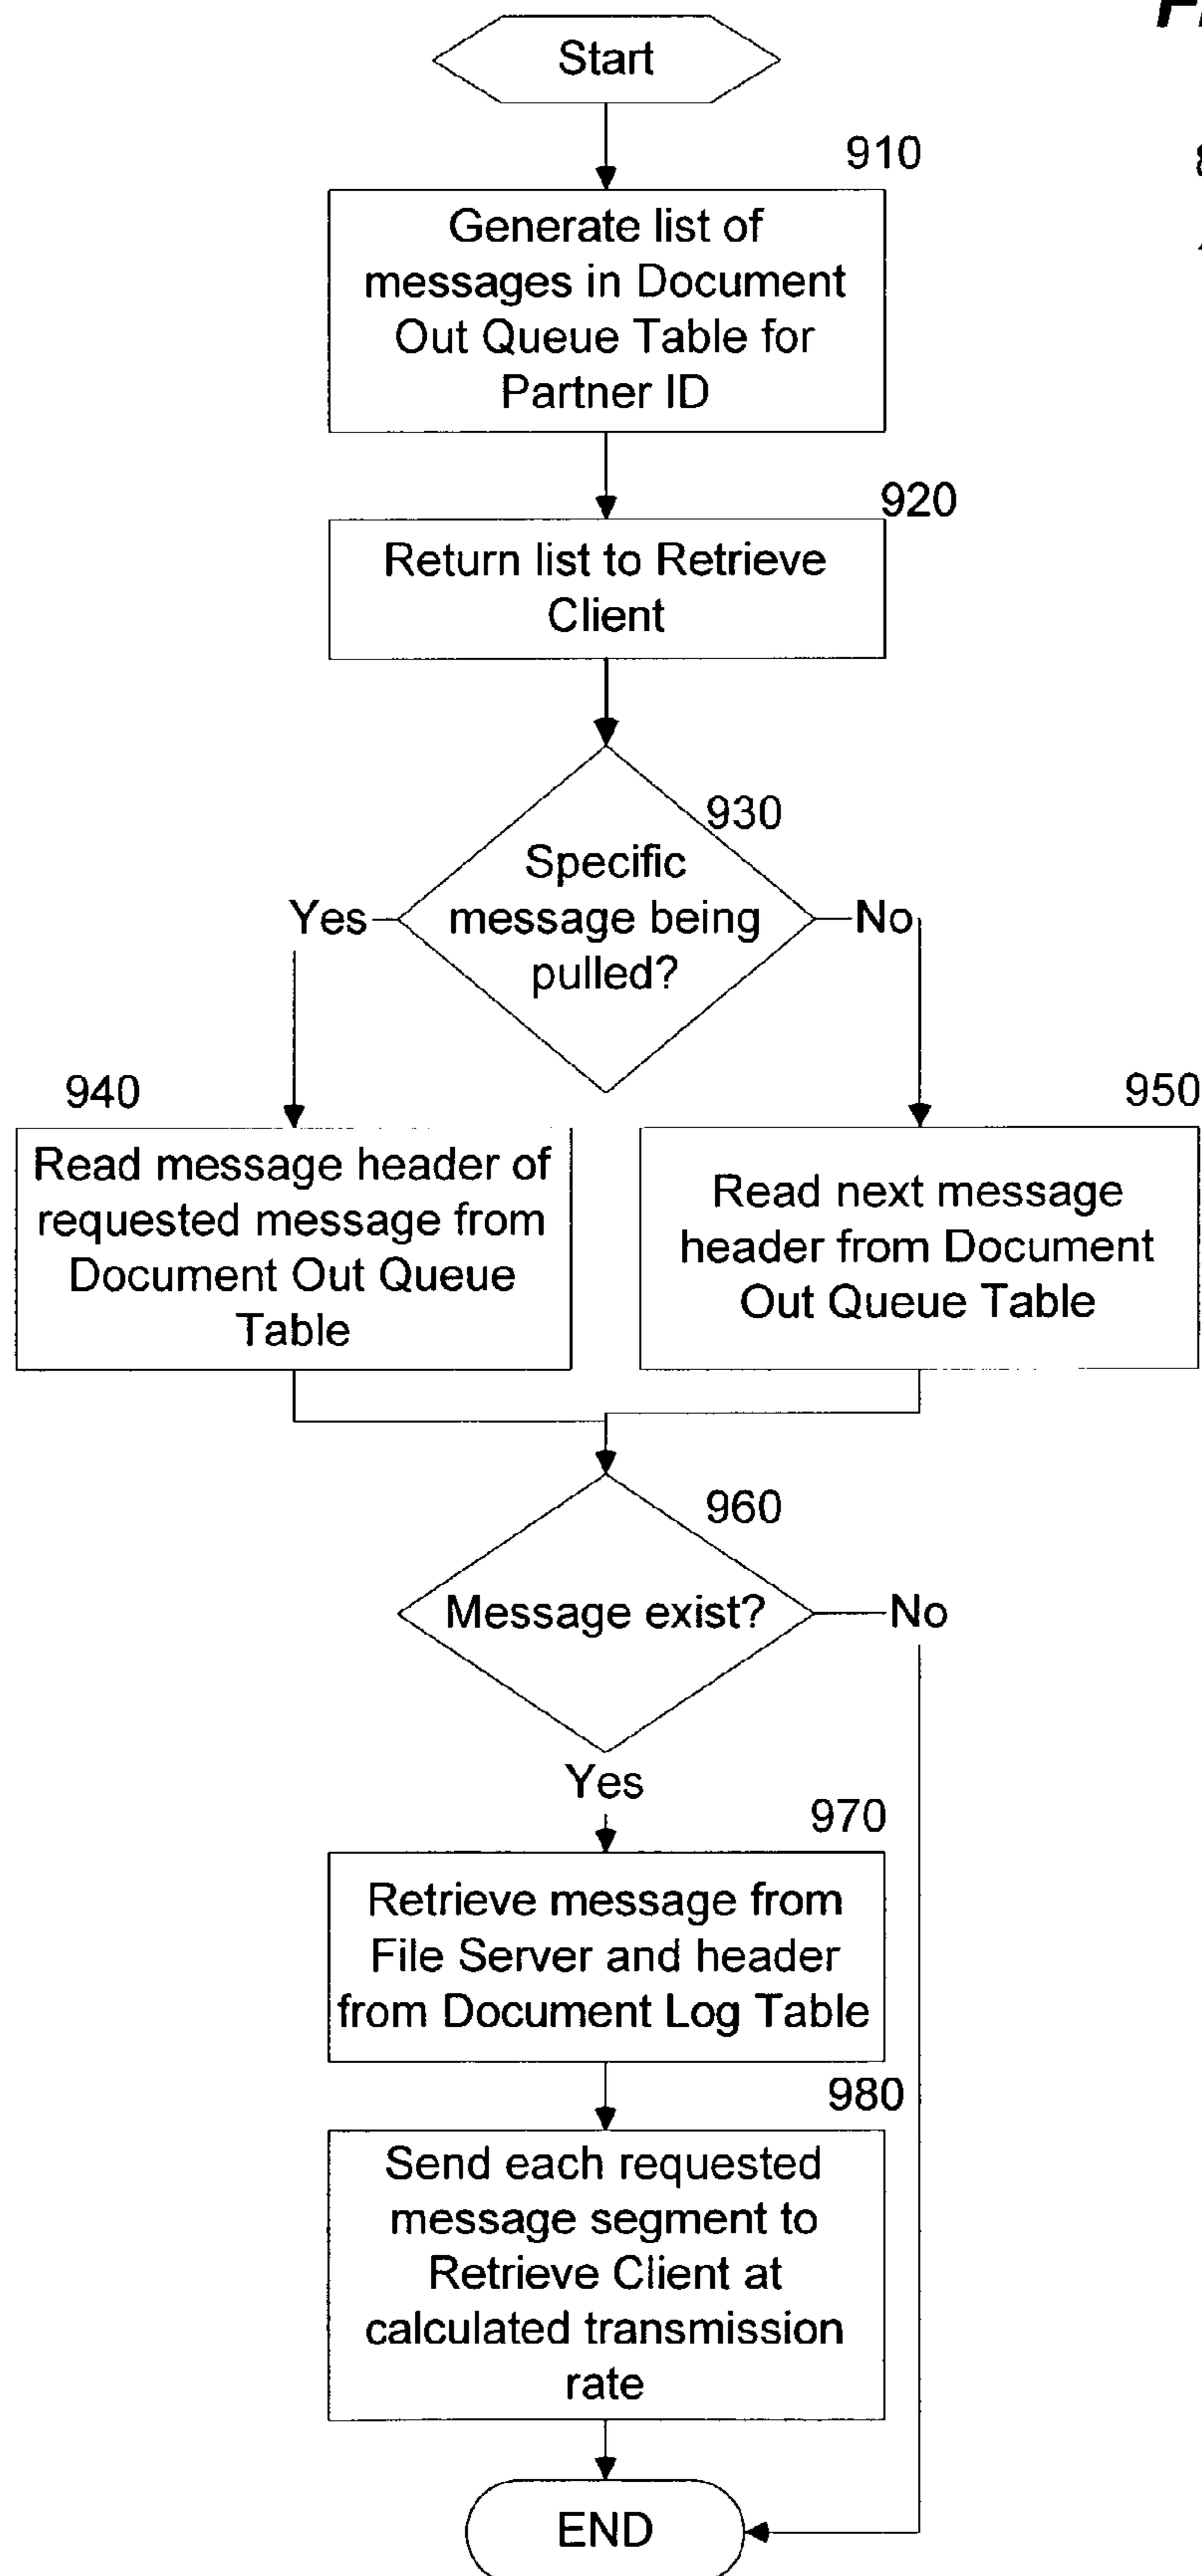 Start
910
Generate list of
messages in Document
Out Queue Table for
Partner ID
920
Return list to Retrieve
Client
930
Specific
message being
pulled?
Yes
No
940
950
Read message header of
requested message from
Document Out Queue
Table
Read next message
header from Document
Out Queue Table
960
Message exist?
No
Yes
970
Retrieve message from
File Server and header
from Document Log Table
980
Send each requested
message segment to
Retrieve Client at
calculated transmission
rate
END